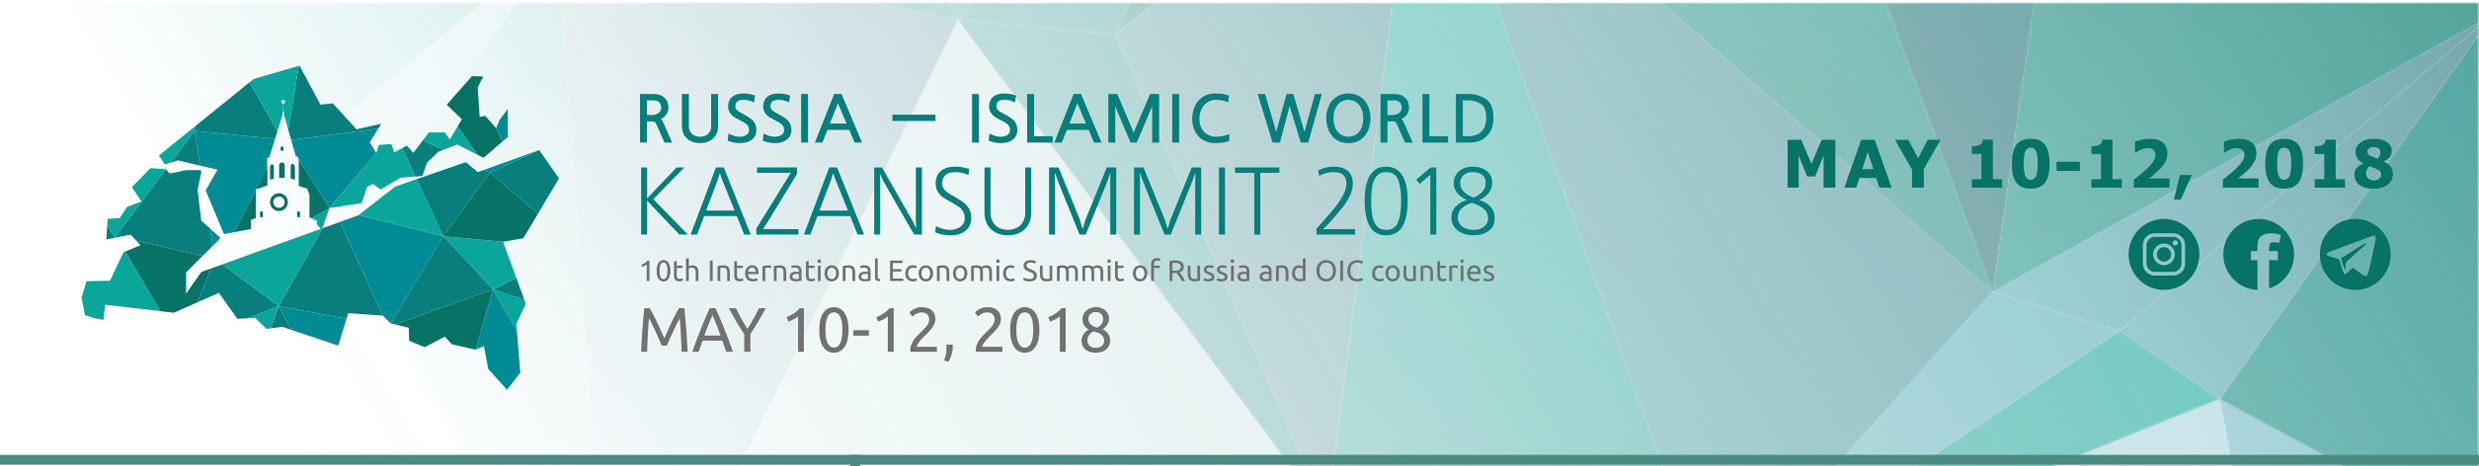 RUSSIA – ISLAMIC WORLD
KAZANSUMMIT 2018
10th International Economic Summit of Russia and OIC countries
MAY 10-12, 2018
MAY 10-12, 2018